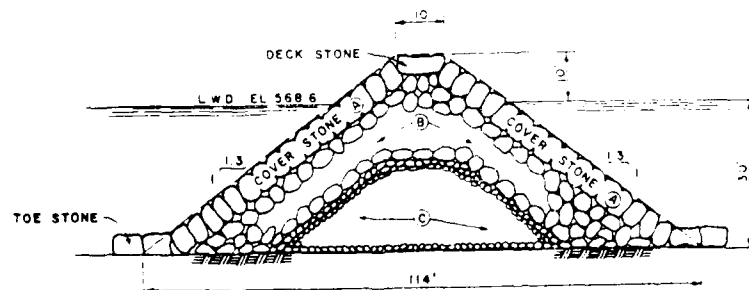 10
DECK STONE
10
LWD EL 568 6
COVER STONE A
B
COVER STONE A
1.3
1
1.3
1
30
TOE STONE
C
114'